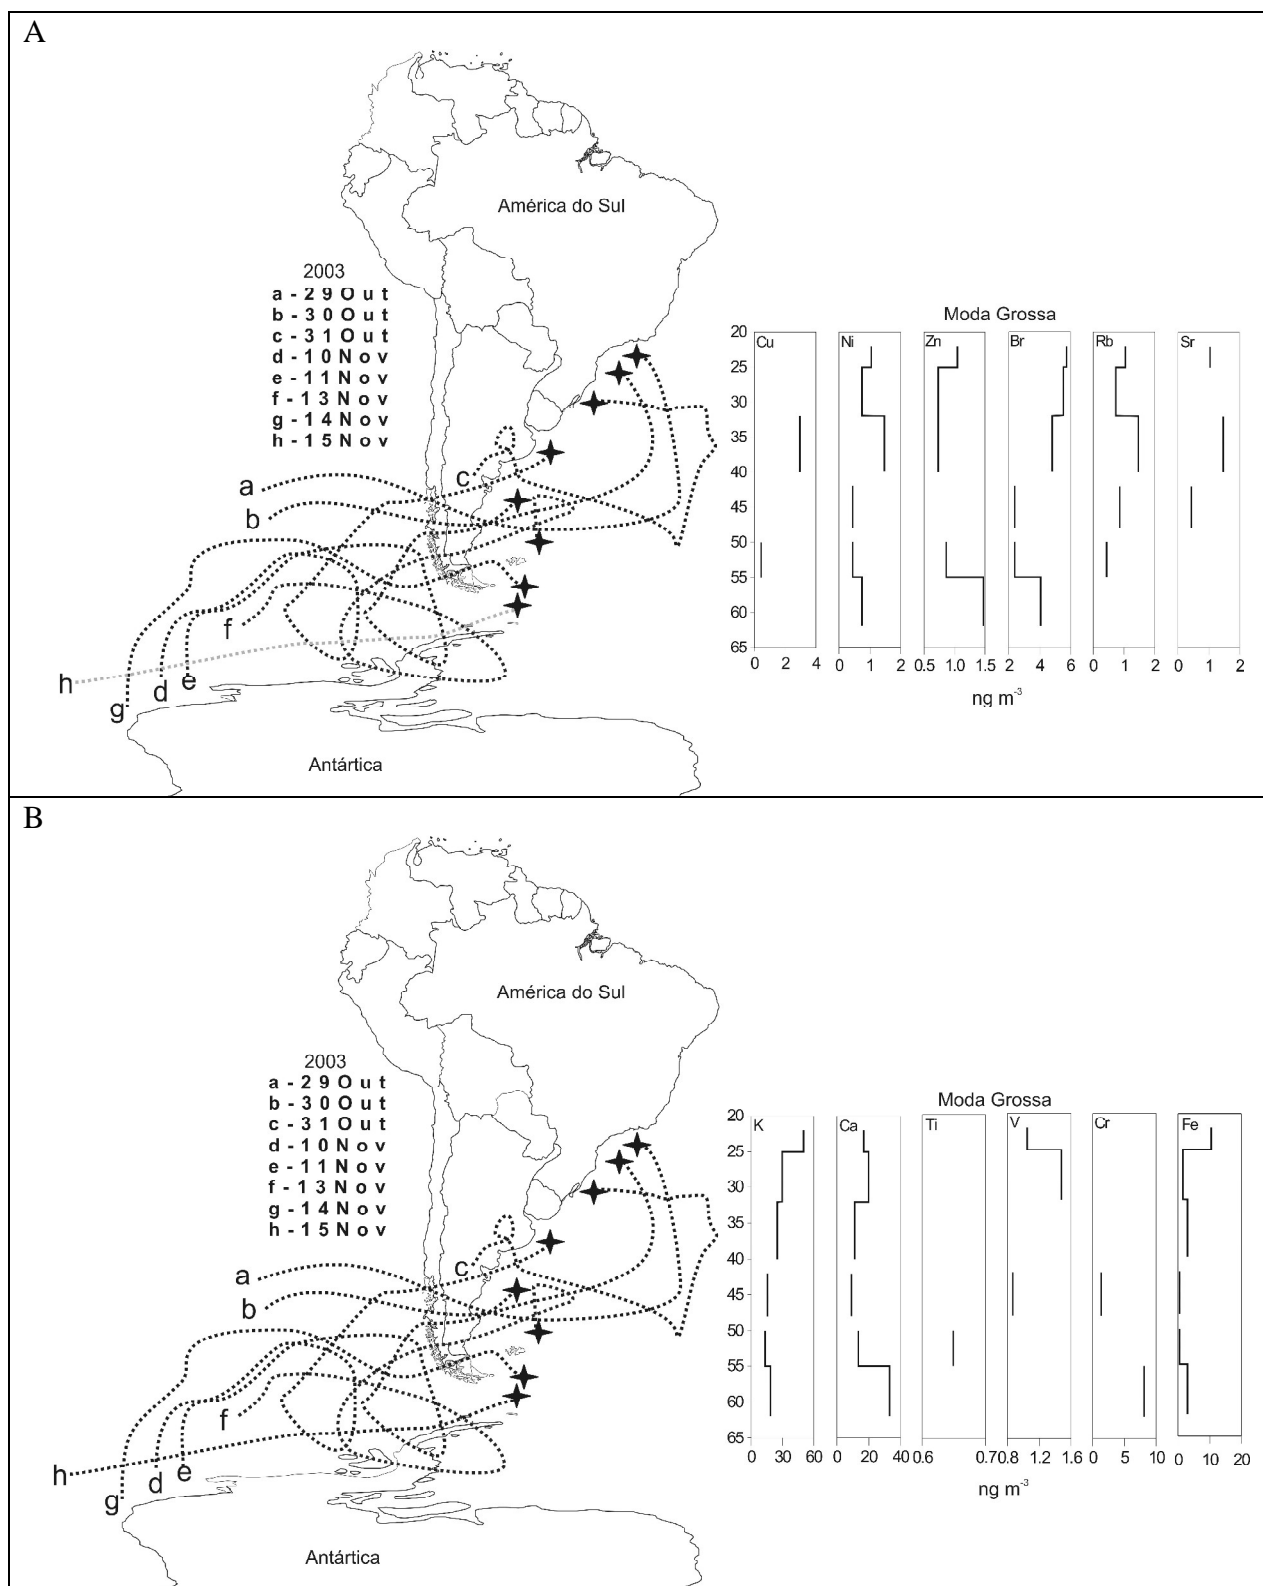 A
América do Sul
2003
a - 29 Out
b - 30 Out
c - 31 Out
d - 10 Nov
e - 11 Nov
f - 13 Nov
g - 14 Nov
h - 15 Nov
a
b
c
f
h
g
d
e
Antártica
Moda Grossa
Cu Ni Zn Br Rb Sr
20
25
30
35
40
45
50
55
60
65
0 2 4 0 1 2 0.5 1.0 1.5 2 4 6 0 1 2 0 1 2
ng m-3
B
América do Sul
2003
a - 29 Out
b - 30 Out
c - 31 Out
d - 10 Nov
e - 11 Nov
f - 13 Nov
g - 14 Nov
h - 15 Nov
a
b
c
f
h
g
d
e
Antártica
Moda Grossa
K Ca Ti V Cr Fe
20
25
30
35
40
45
50
55
60
65
0 30 60 0 20 40 0.6 0.7 0.8 1.2 1.6 0 5 10 0 10 20
ng m-3